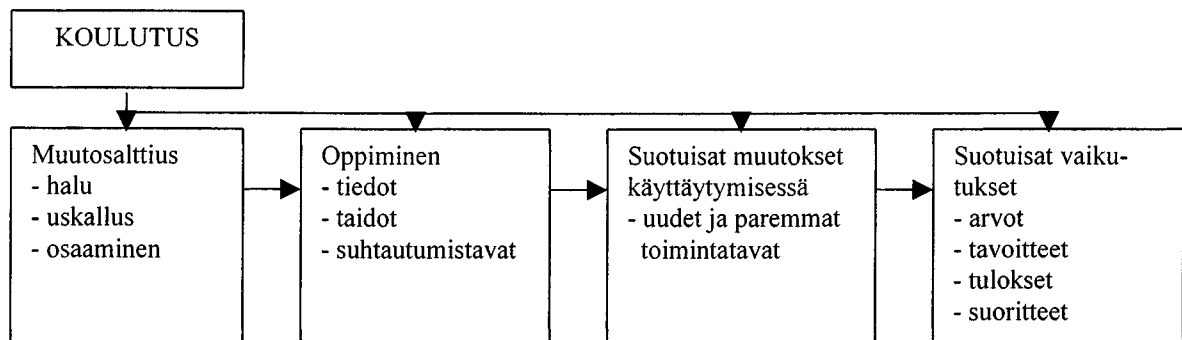 KOULUTUS
Muutosalttius
- halu
- uskallus
- osaaminen
Oppiminen
- tiedot
- taidot
- suhtautumistavat
Suotuisat muutokset
käyttäytymisessä
- uudet ja paremmat
toimintatavat
Suotuisat vaiku-
tukset
- arvot
- tavoitteet
- tulokset
- suoritteet